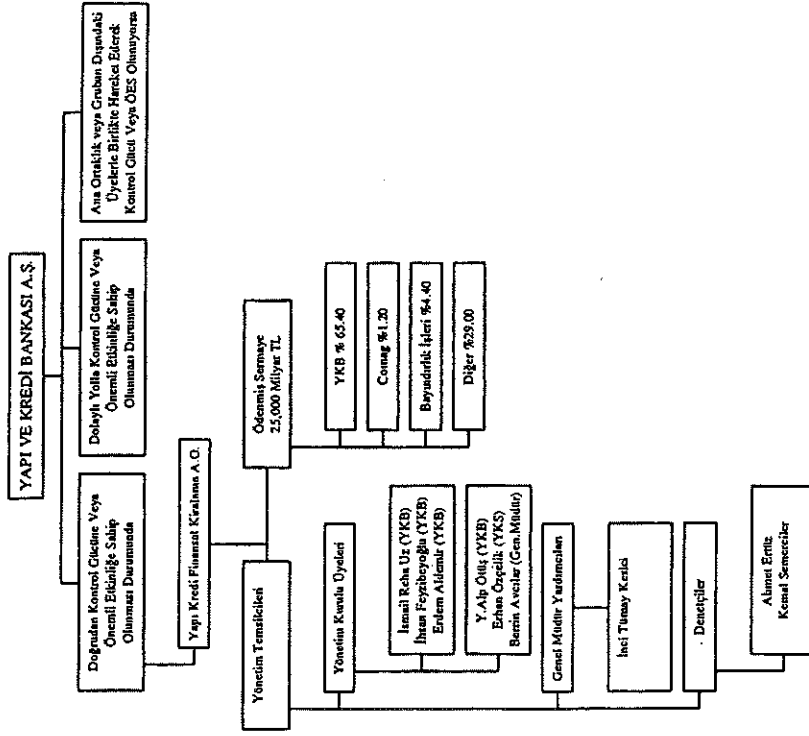 YAPI VE KREDİ BANKASI A.Ş.
Doğrudan Kontrol Gücüne Veya
Önemli Etkinliğe Sahip
Olunması Durumunda
Dolaylı Yolla Kontrol Gücüne Veya
Önemli Etkinliğe Sahip
Olunması Durumunda
Ana Ortaklık veya Grubun Dışındaki
Üyelerle Birlikte Hareket Ederek
Kontrol Gücü Veya ÖES Olunuyorsa
Yapı Kredi Finansal Kiralama A.O.
Yönetim Temsilcileri
Ödenmiş Sermaye
25,000 Milyar TL
YKB % 65.40
Comag %1.20
Bayındırlık İşleri %4.40
Diğer %29.00
Yönetim Kurulu Üyeleri
İsmail Reha Uz (YKB)
İhsan Feyzibeyoğlu (YKB)
Erdem Aldemir (YKB)
Y. Alp Ötüş (YKB)
Erhan Özçelik (YKS)
Berrin Avcılar (Gen.Müdür)
Genel Müdür Yardımcıları
İnci Tümay Kezlci
. Denetçiler
Ahmet Ertüz
Kemal Semerciler